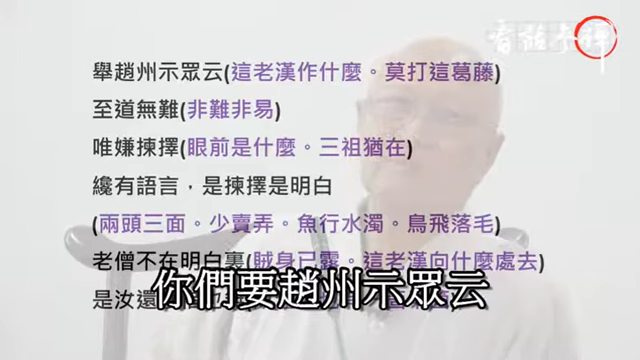 看話參禪
舉趙州示眾云(這老漢作什麼。莫打這葛藤)
至道無難(非難非易)
唯嫌揀擇(眼前是什麼。三祖猶在)
纔有語言,是揀擇是明白
(兩頭三面。少賣弄。魚行水濁。鳥飛落毛)
老僧不在明白裏(賊身已露。這老漢向什麼處去)
是汝還
你們要趙州示眾云